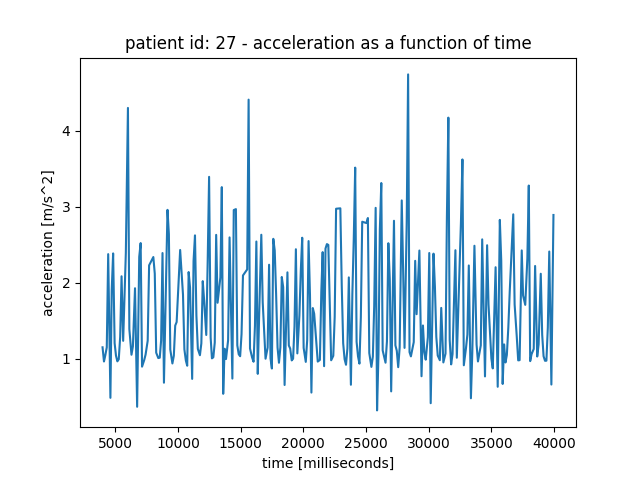 patient id: 27 - acceleration as a function of time
acceleration [m/s^2]
4
3
2
1
5000 10000 15000 20000 25000 30000 35000 40000
time [milliseconds]